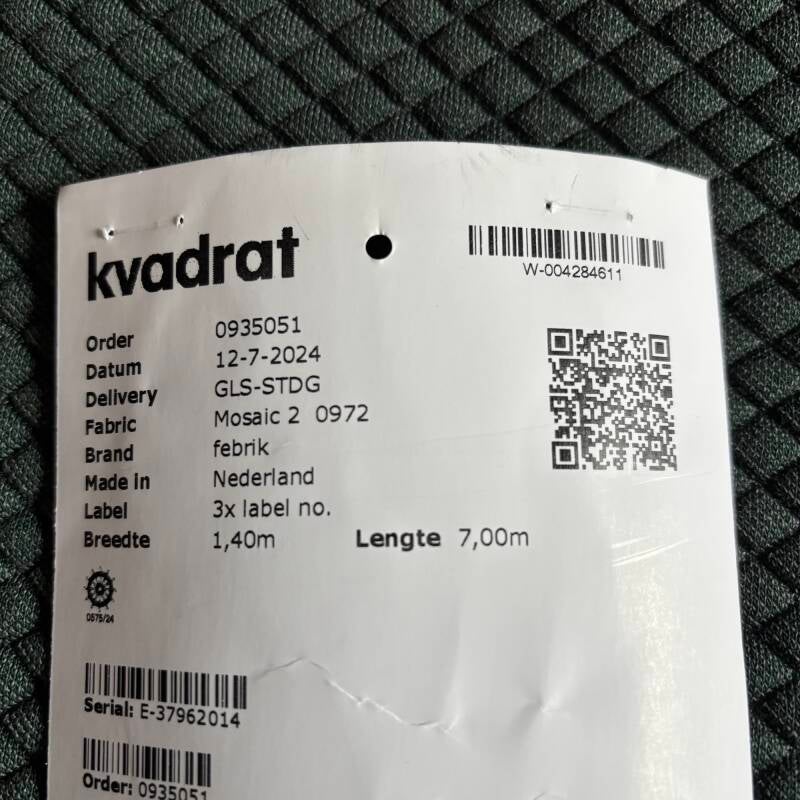 kvadrat
W-004284611
Order 0935051
Datum 12-7-2024
Delivery GLS-STDG
Fabric Mosaic 2 0972
Brand febrik
Made in Nederland
Label 3x label no.
Breedte 1,40m Lengte 7,00m
0575/24
Serial: E-37962014
Order: 0935051